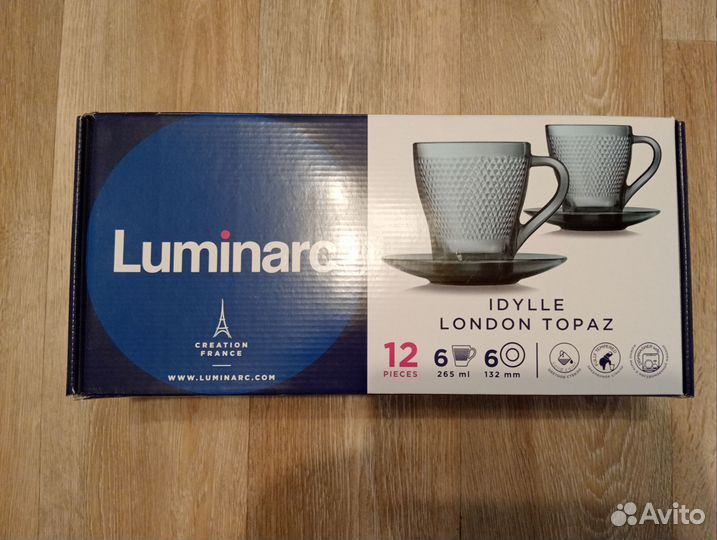 Luminarc
CREATION
FRANCE
WWW.LUMINARC.COM
IDYLLE
LONDON TOPAZ
12
PIECES
6
265 ml
6
132 mm
Avito